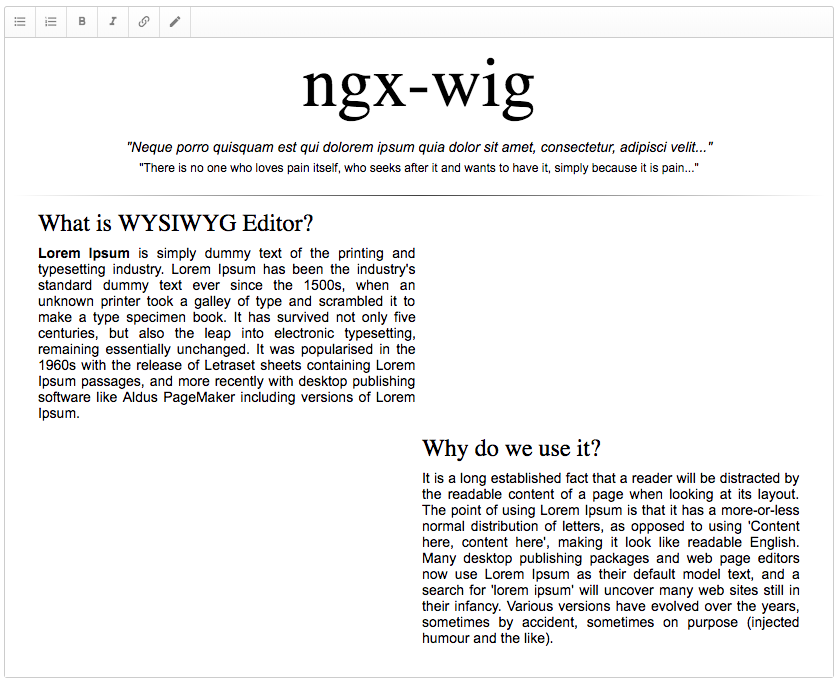 B I
ngx-wig
"Neque porro quisquam est qui dolorem ipsum quia dolor sit amet, consectetur, adipisci velit..."
"There is no one who loves pain itself, who seeks after it and wants to have it, simply because it is pain..."
What is WYSIWYG Editor?
Lorem Ipsum is simply dummy text of the printing and
typesetting industry. Lorem Ipsum has been the industry's
standard dummy text ever since the 1500s, when an
unknown printer took a galley of type and scrambled it to
make a type specimen book. It has survived not only five
centuries, but also the leap into electronic typesetting,
remaining essentially unchanged. It was popularised in the
1960s with the release of Letraset sheets containing Lorem
Ipsum passages, and more recently with desktop publishing
software like Aldus PageMaker including versions of Lorem
Ipsum.
Why do we use it?
It is a long established fact that a reader will be distracted by
the readable content of a page when looking at its layout.
The point of using Lorem Ipsum is that it has a more-or-less
normal distribution of letters, as opposed to using 'Content
here, content here', making it look like readable English.
Many desktop publishing packages and web page editors
now use Lorem Ipsum as their default model text, and a
search for 'lorem ipsum' will uncover many web sites still in
their infancy. Various versions have evolved over the years,
sometimes by accident, sometimes on purpose (injected
humour and the like).